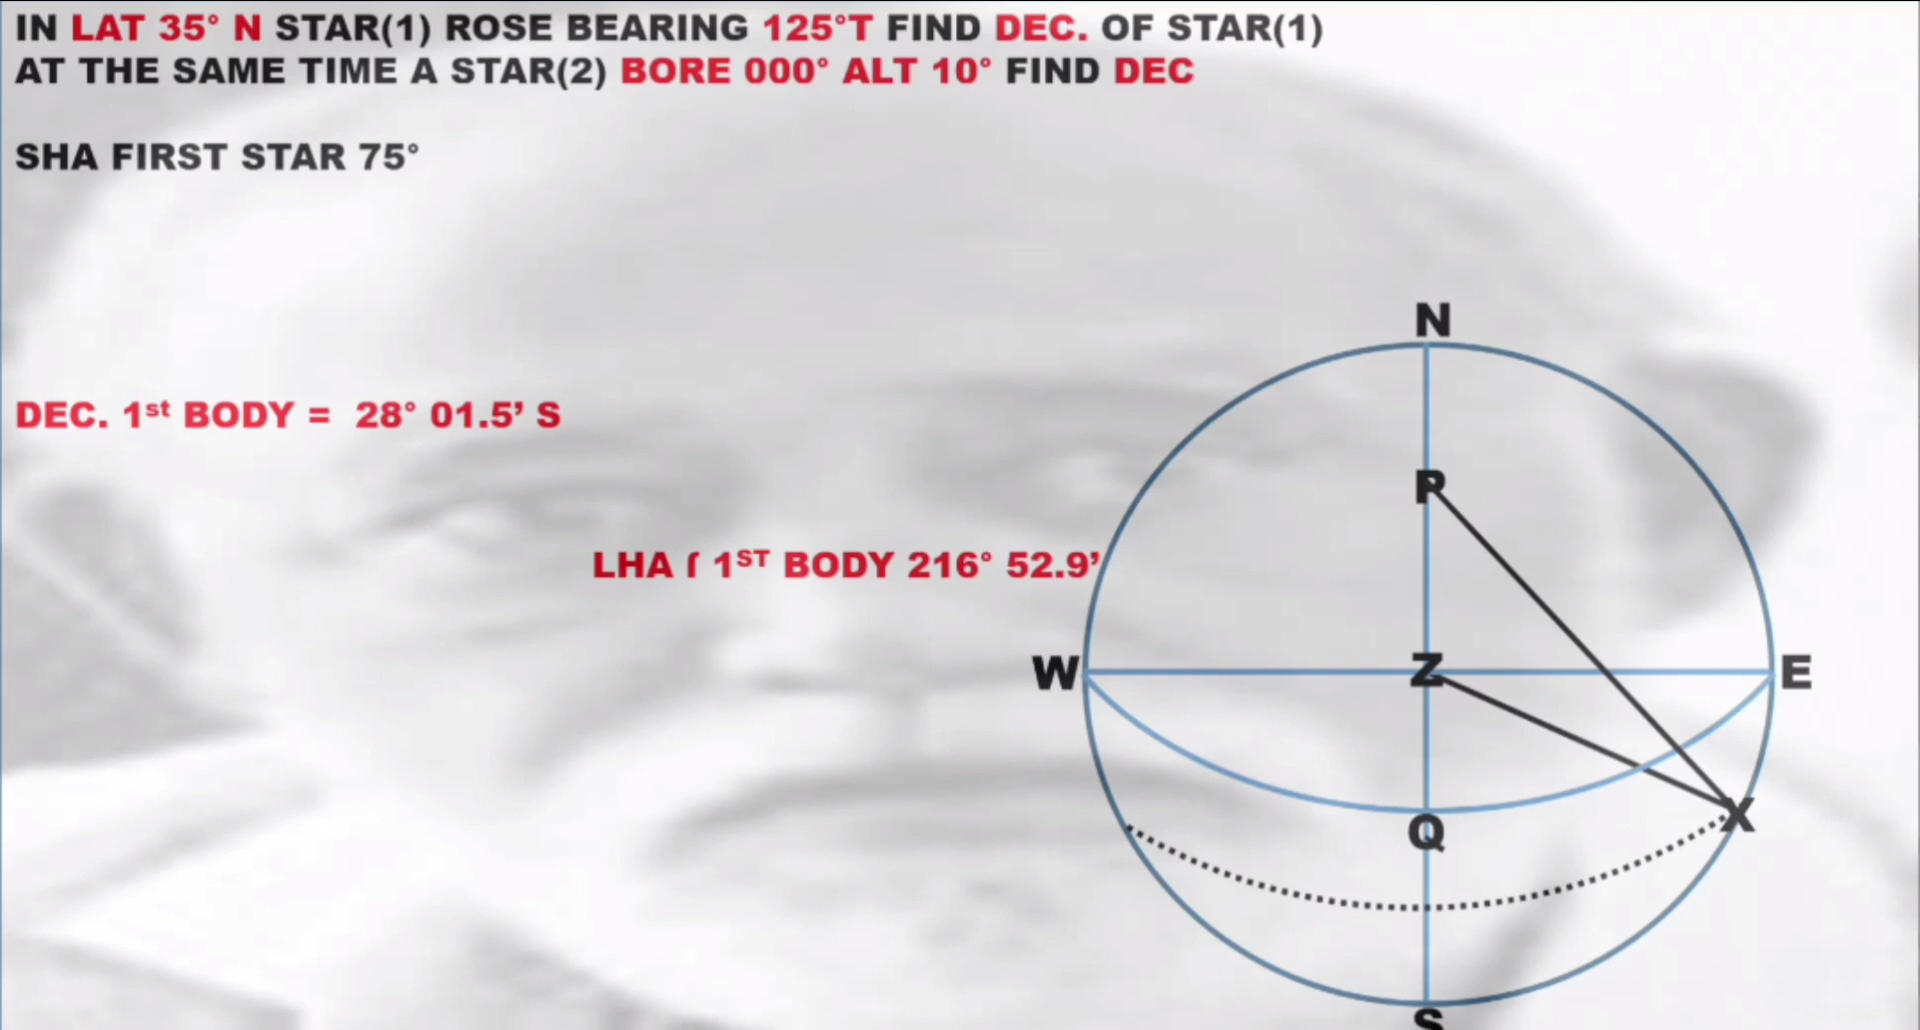 IN LAT 35° N STAR(1) ROSE BEARING 125°T FIND DEC. OF STAR(1)
AT THE SAME TIME A STAR(2) BORE 000° ALT 10° FIND DEC
SHA FIRST STAR 75°
N
DEC. 1st BODY = 28° 01.5’ S
P
LHA ɼ 1ST BODY 216° 52.9’
W
Z
E
X
Q
S